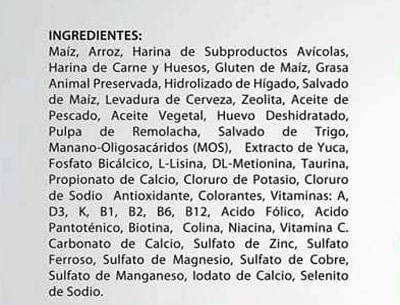 INGREDIENTES:
Maíz, Arroz, Harina de Subproductos Avícolas,
Harina de Carne y Huesos, Gluten de Maíz, Grasa
Animal Preservada, Hidrolizado de Hígado, Salvado
de Maíz, Levadura de Cerveza, Zeolita, Aceite de
Pescado, Aceite Vegetal, Huevo Deshidratado,
Pulpa de Remolacha, Salvado de Trigo,
Manano-Oligosacáridos (MOS), Extracto de Yuca,
Fosfato Bicálcico, L-Lisina, DL-Metionina, Taurina,
Propionato de Calcio, Cloruro de Potasio, Cloruro
de Sodio Antioxidante, Colorantes, Vitaminas: A,
D3, K, B1, B2, B6, B12, Acido Fólico, Acido
Pantoténico, Biotina, Colina, Niacina, Vitamina C.
Carbonato de Calcio, Sulfato de Zinc, Sulfato
Ferroso, Sulfato de Magnesio, Sulfato de Cobre,
Sulfato de Manganeso, Iodato de Calcio, Selenito
de Sodio.